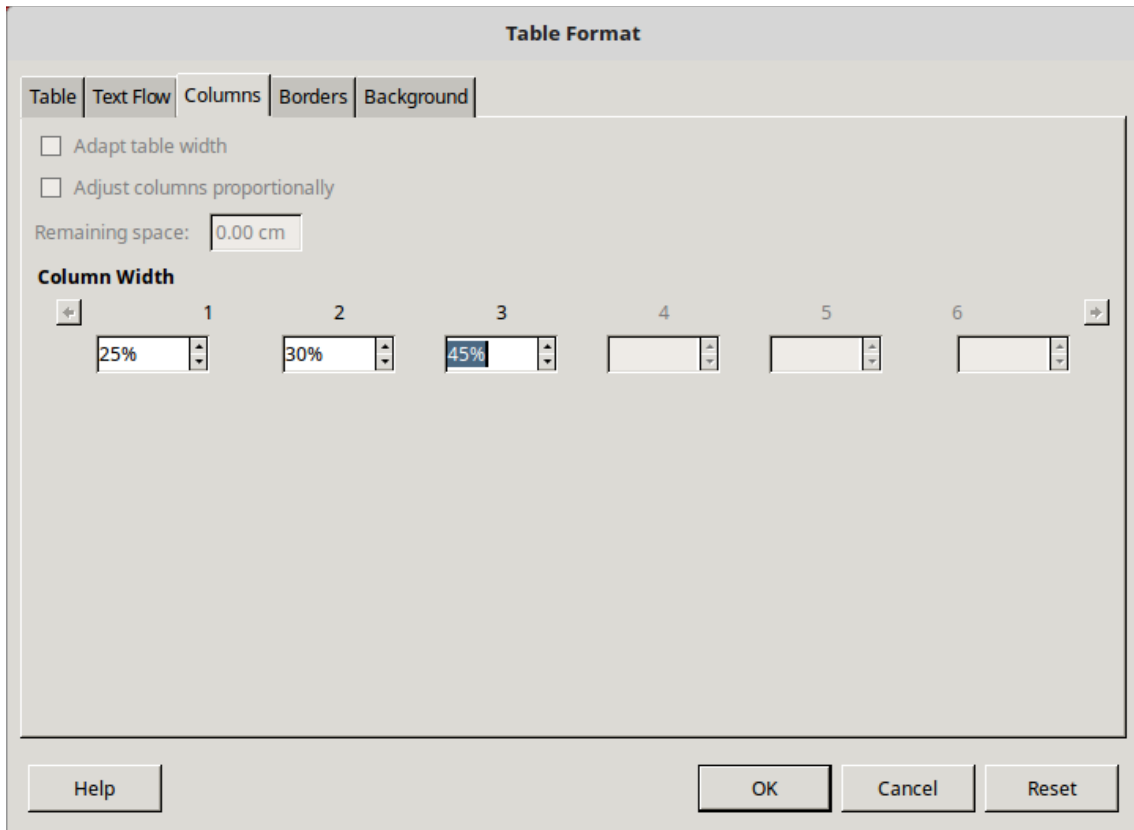 Table Format
Table Text Flow Columns Borders Background
Adapt table width
Adjust columns proportionally
Remaining space: 0.00 cm
Column Width
1 2 3 4 5 6
25% 30% 45%
Help OK Cancel Reset